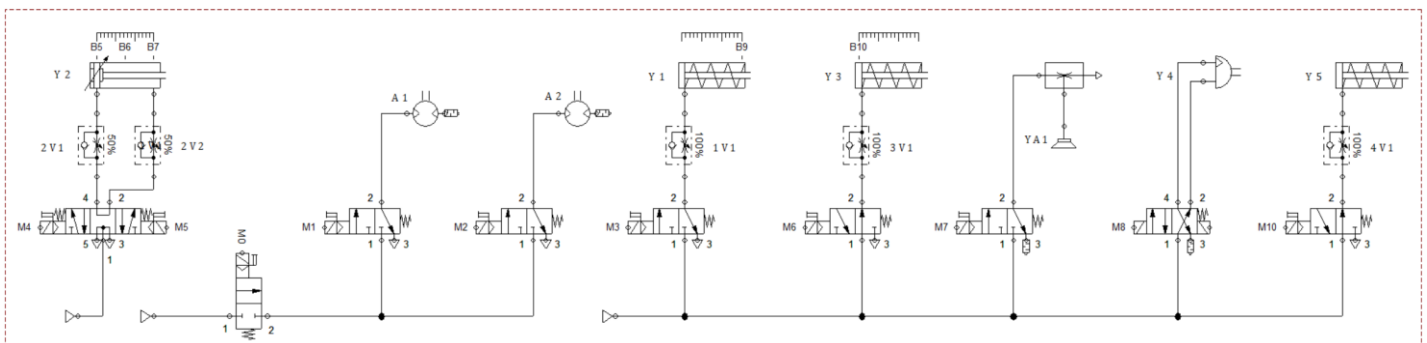 B5 B6 B7
B9
B10
Y 2
Y 1
Y 3
Y 4
Y 5
A 1
A 2
Y A 1
2 V 1
50%
50%
2 V 2
100%
1 V 1
100%
3 V 1
100%
4 V 1
4 2
2
2
2
2
2
4 2
2
M4
M5
M1
M2
M3
M6
M7
M8
M10
5 3
1
1 3
1 3
1 3
1 3
1 3
1 3
1 3
M0
1 2